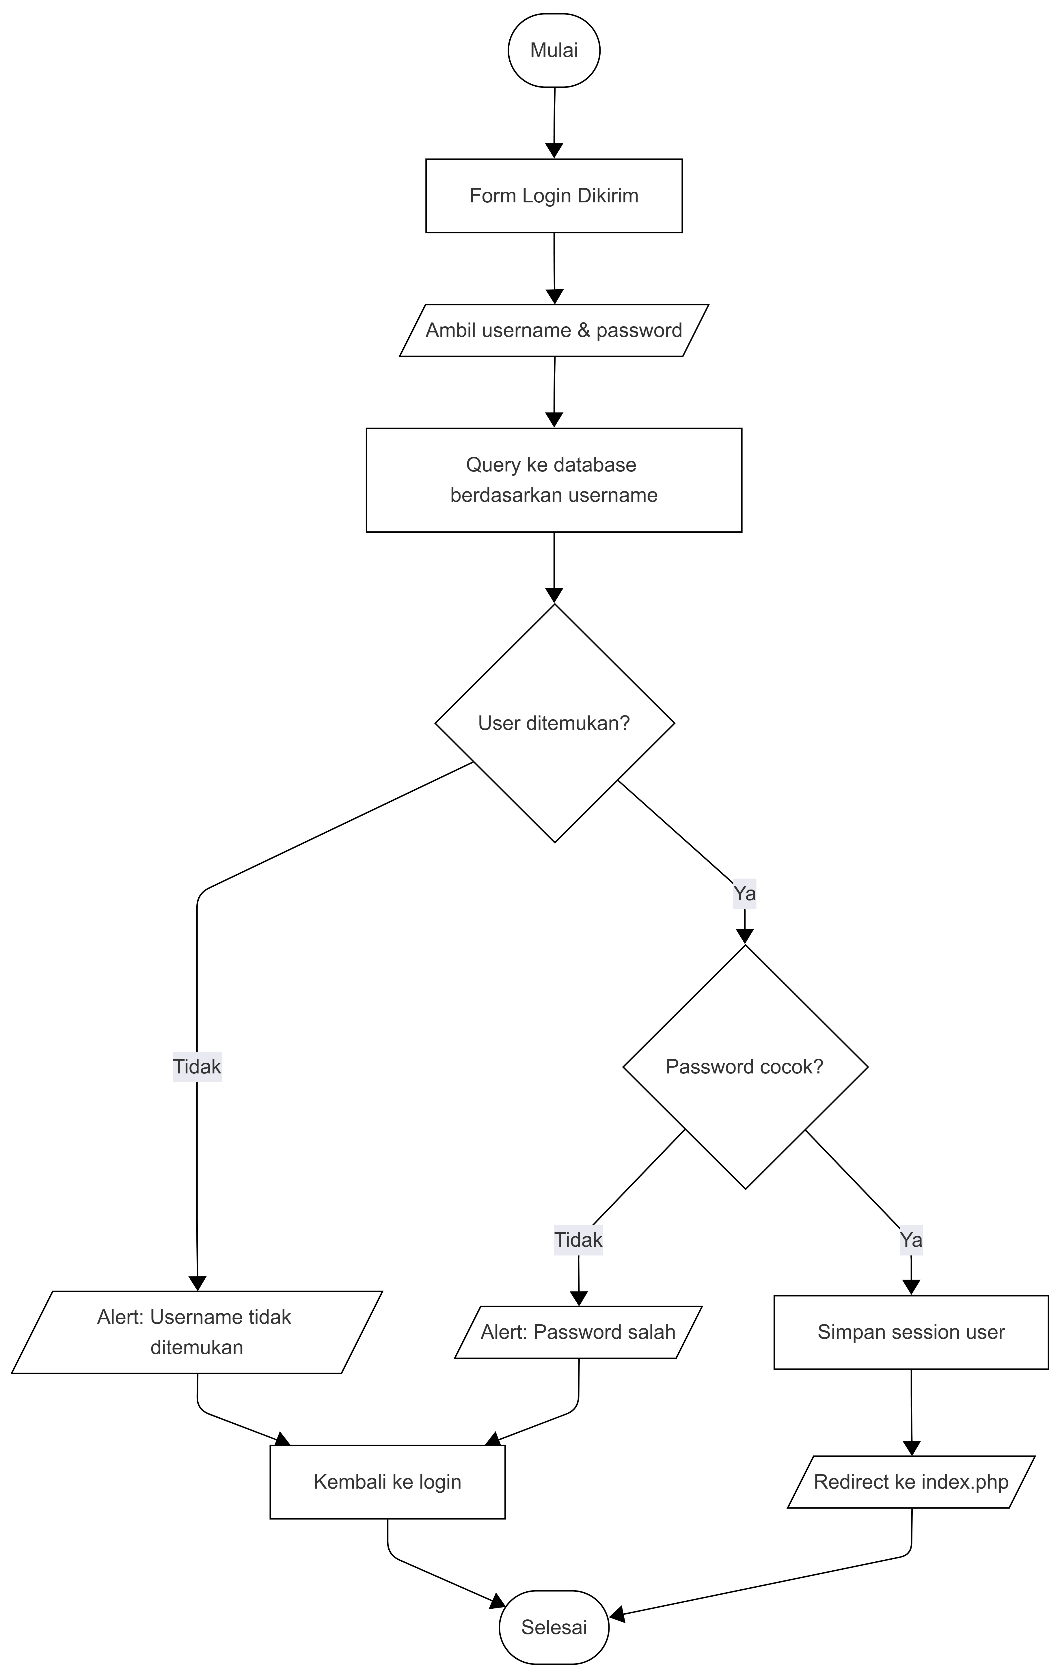 Mulai
Form Login Dikirim
Ambil username & password
Query ke database
berdasarkan username
User ditemukan?
Ya
Tidak
Password cocok?
Tidak
Ya
Alert: Username tidak
ditemukan
Alert: Password salah
Simpan session user
Kembali ke login
Redirect ke index.php
Selesai